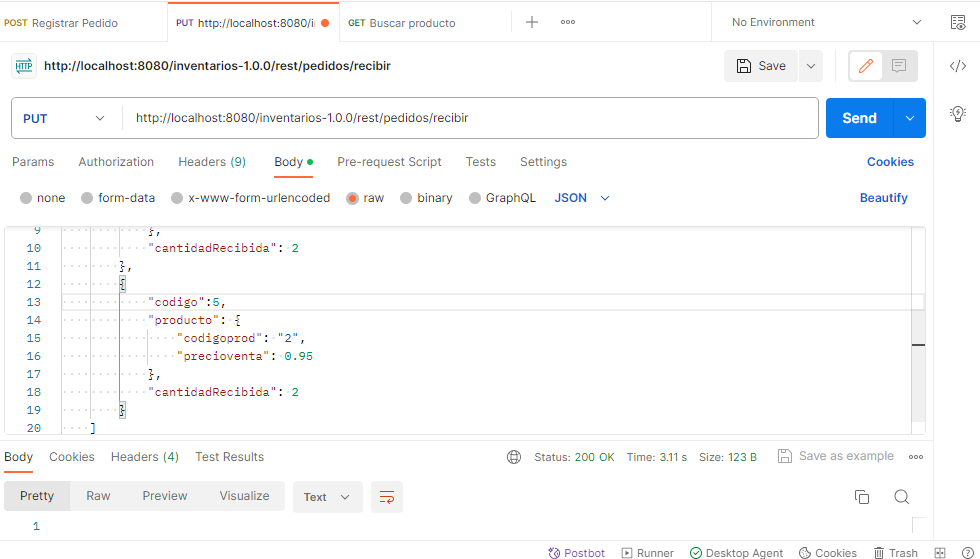 POST Registrar Pedido PUT http://localhost:8080/i GET Buscar producto No Environment
HTTP http://localhost:8080/inventarios-1.0.0/rest/pedidos/recibir Save
PUT http://localhost:8080/inventarios-1.0.0/rest/pedidos/recibir Send
Params Authorization Headers (9) Body Pre-request Script Tests Settings Cookies
none form-data x-www-form-urlencoded raw binary GraphQL JSON Beautify
9 },
10 "cantidadRecibida": 2
11 },
12 {
13 "codigo":5,
14 "producto": {
15 "codigoprod": "2",
16 "precioventa": 0.95
17 },
18 "cantidadRecibida": 2
19 }
20 ]
Body Cookies Headers (4) Test Results Status: 200 OK Time: 3.11 s Size: 123 B Save as example
Pretty Raw Preview Visualize Text
1
Postbot Runner Desktop Agent Cookies Trash